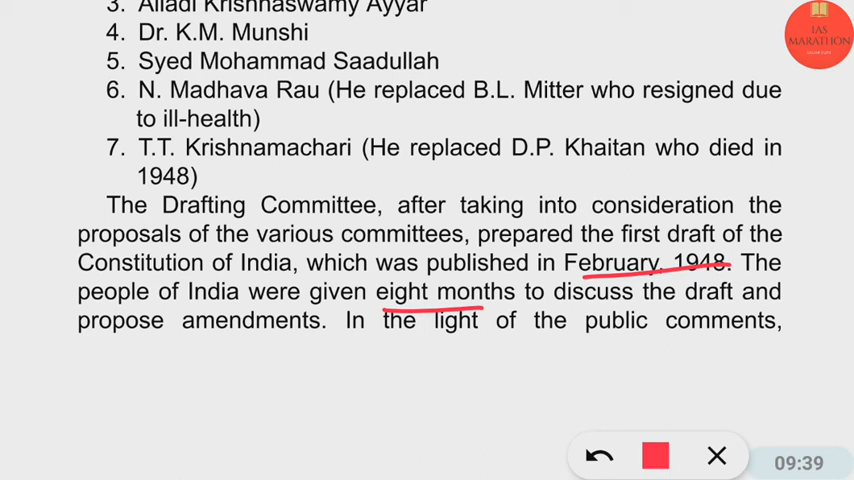 3. Alladi Krishnaswamy Ayyar
4. Dr. K.M. Munshi
5. Syed Mohammad Saadullah
6. N. Madhava Rau (He replaced B.L. Mitter who resigned due
to ill-health)
7. T.T. Krishnamachari (He replaced D.P. Khaitan who died in
1948)
The Drafting Committee, after taking into consideration the
proposals of the various committees, prepared the first draft of the
Constitution of India, which was published in February, 1948. The
people of India were given eight months to discuss the draft and
propose amendments. In the light of the public comments,
IAS
MARATHON
09:39